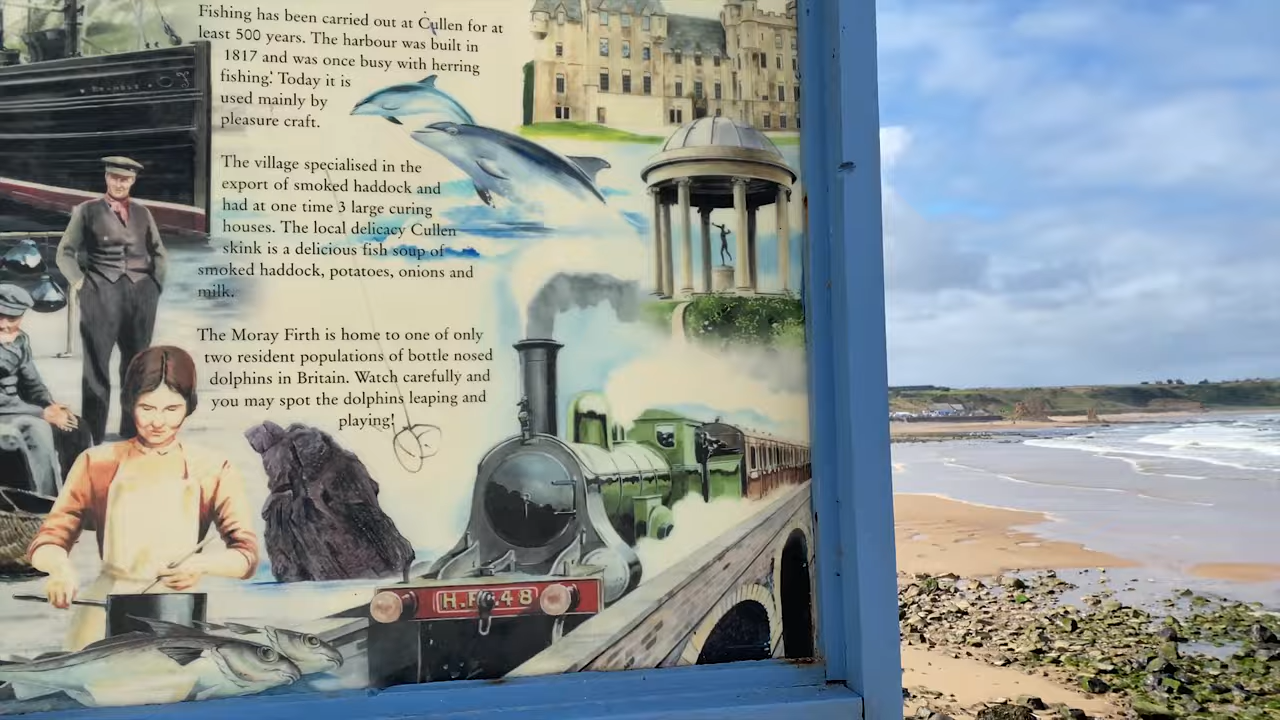 Fishing has been carried out at Cullen for at
least 500 years. The harbour was built in
1817 and was once busy with herring
fishing. Today it is
used mainly by
pleasure craft.
The village specialised in the
export of smoked haddock and
had at one time 3 large curing
houses. The local delicacy Cullen
skink is a delicious fish soup of
smoked haddock, potatoes, onions and
milk.
The Moray Firth is home to one of only
two resident populations of bottle nosed
dolphins in Britain. Watch carefully and
you may spot the dolphins leaping and
playing!